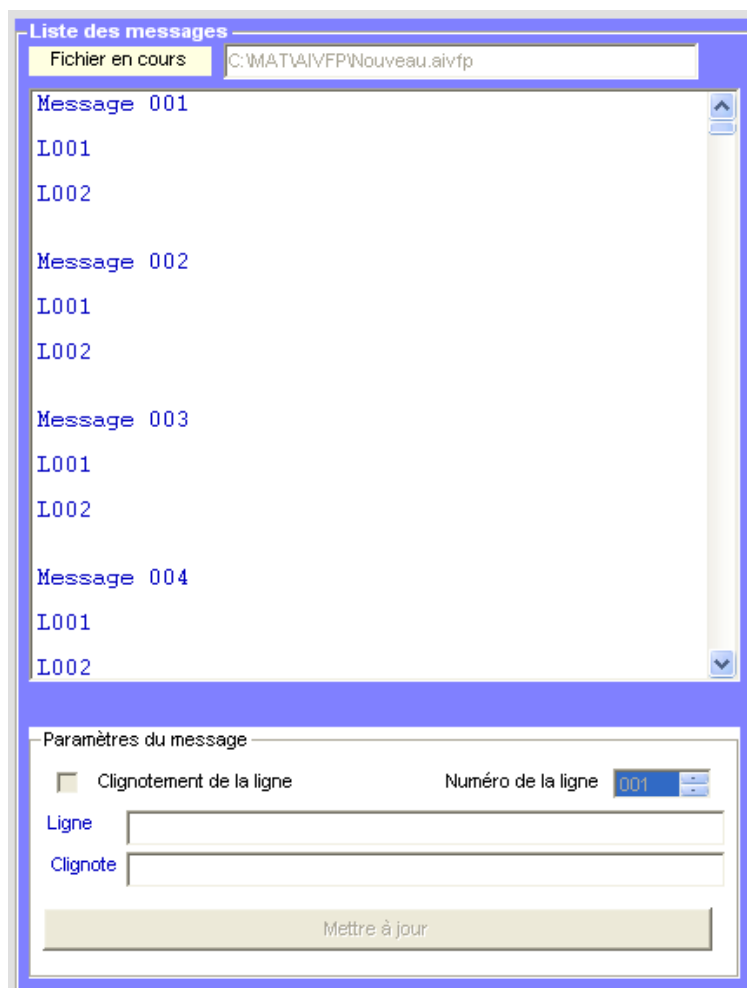 Liste des messages
Fichier en cours C:\MAT\AIVFP\Nouveau.aivfp
Message 001
L001
L002
Message 002
L001
L002
Message 003
L001
L002
Message 004
L001
L002
Paramètres du message
Clignotement de la ligne Numéro de la ligne 001
Ligne
Clignote
Mettre à jour